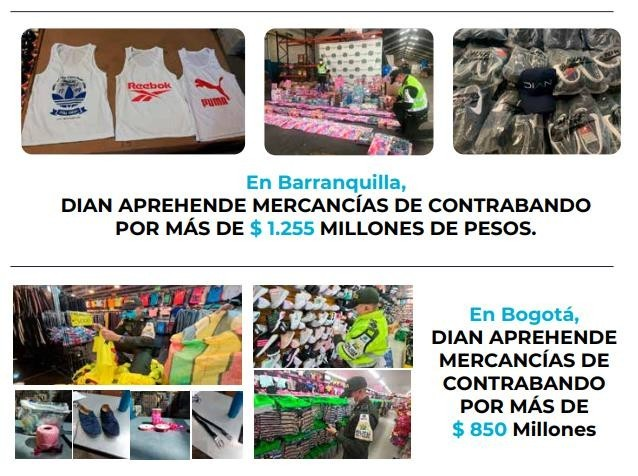 Reebok
PUMA
DIAN
En Barranquilla,
DIAN APREHENDE MERCANCÍAS DE CONTRABANDO
POR MÁS DE $ 1.255 MILLONES DE PESOS.
En Bogotá,
DIAN APREHENDE
MERCANCÍAS DE
CONTRABANDO
POR MÁS DE
$ 850 Millones